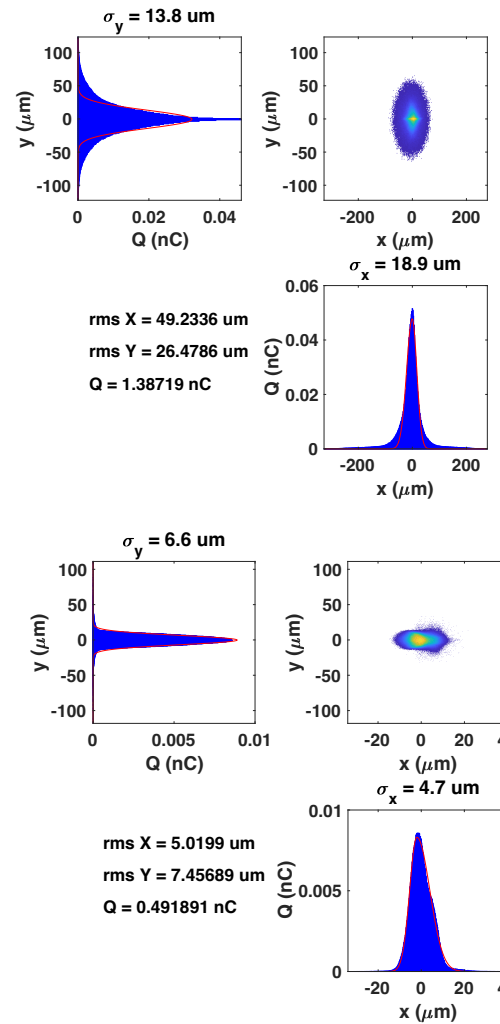 σy = 13.8 um
100
50
0
-50
-100
y (μm)
0
0.02
0.04
Q (nC)
100
50
0
-50
-100
y (μm)
-200
0
200
x (μm)
rms X = 49.2336 um
rms Y = 26.4786 um
Q = 1.38719 nC
σx = 18.9 um
0.06
0.04
0.02
0
Q (nC)
-200
0
200
x (μm)
σy = 6.6 um
100
50
0
-50
-100
y (μm)
0
0.005
0.01
Q (nC)
100
50
0
-50
-100
y (μm)
-20
0
20
x (μm)
rms X = 5.0199 um
rms Y = 7.45689 um
Q = 0.491891 nC
σx = 4.7 um
0.01
0.005
0
Q (nC)
-20
0
20
x (μm)